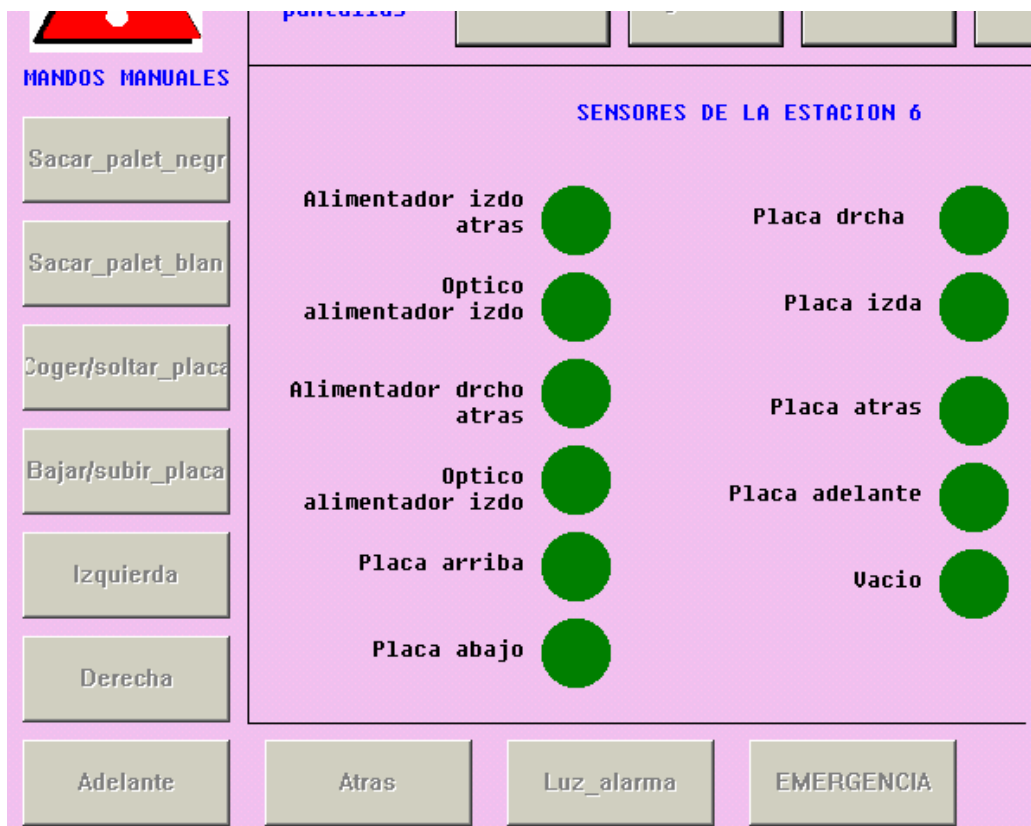 pantallas
MANDOS MANUALES
SENSORES DE LA ESTACION 6
Sacar_palet_negr
Sacar_palet_blan
Coger/soltar_placa
Bajar/subir_placa
Izquierda
Derecha
Alimentador izdo
atras
Optico
alimentador izdo
Alimentador drcho
atras
Optico
alimentador izdo
Placa arriba
Placa abajo
Placa drcha
Placa izda
Placa atras
Placa adelante
Vacio
Adelante
Atras
Luz_alarma
EMERGENCIA